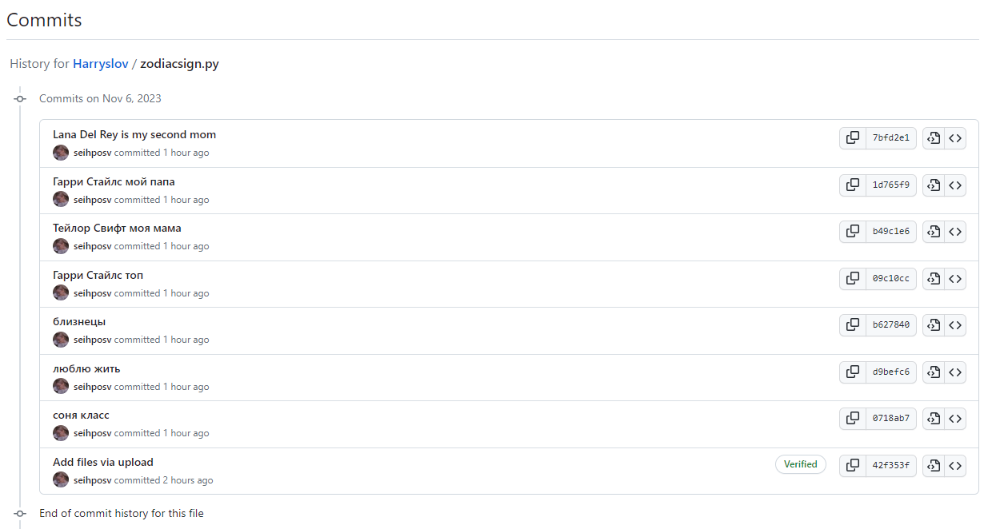 Commits
History for Harryslov / zodiacsign.py
Commits on Nov 6, 2023
Lana Del Rey is my second mom
seihposv committed 1 hour ago
7bfd2e1
Гарри Стайлс мой папа
seihposv committed 1 hour ago
1d765f9
Тейлор Свифт моя мама
seihposv committed 1 hour ago
b49c1e6
Гарри Стайлс топ
seihposv committed 1 hour ago
09c10cc
близнецы
seihposv committed 1 hour ago
b627840
люблю жить
seihposv committed 1 hour ago
d9befc6
соня класс
seihposv committed 1 hour ago
0718ab7
Add files via upload
seihposv committed 2 hours ago
Verified
42f353f
End of commit history for this file